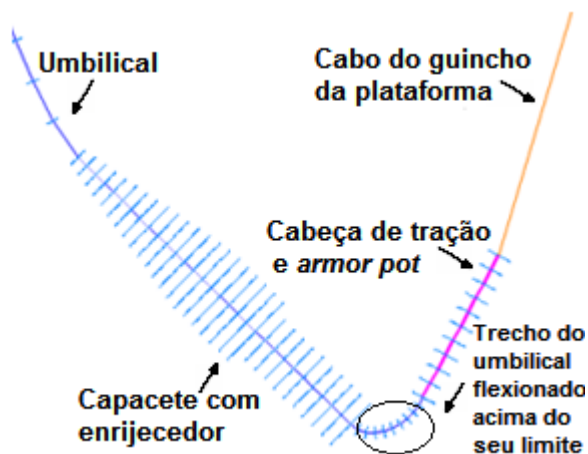 Umbilical
Cabo do guincho
da plataforma
Cabeça de tração
e armor pot
Trecho do
umbilical
flexionado
acima do
seu limite
Capacete com
enrijecedor